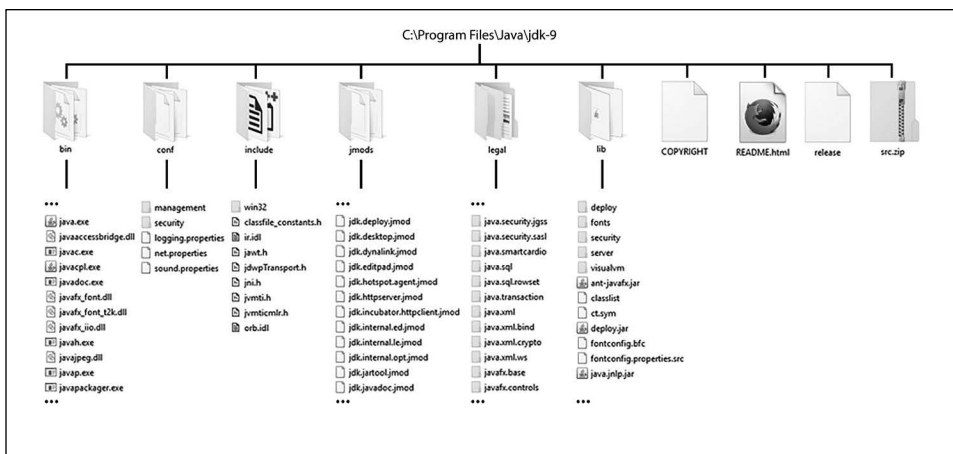 C:\Program Files\Java\jdk-9
bin
conf
include
jmods
legal
lib
COPYRIGHT
README.html
release
src.zip
...
java.exe
javaaccessbridge.dll
javac.exe
javacpl.exe
javadoc.exe
javafx_font.dll
javafx_font_t2k.dll
javafx_iio.dll
javah.exe
javajpeg.dll
javap.exe
javapackager.exe
...
management
security
logging.properties
net.properties
sound.properties
win32
classfile_constants.h
ir.idl
jawt.h
jdwpTransport.h
jni.h
jvmti.h
jvmticmlr.h
orb.idl
...
jdk.deploy.jmod
jdk.desktop.jmod
jdk.dynalink.jmod
jdk.editpad.jmod
jdk.hotspot.agent.jmod
jdk.httpserver.jmod
jdk.incubator.httpclient.jmod
jdk.internal.ed.jmod
jdk.internal.le.jmod
jdk.internal.opt.jmod
jdk.jartool.jmod
jdk.javadoc.jmod
...
...
java.security.jgss
java.security.sasl
java.smartcardio
java.sql
java.sql.rowset
java.transaction
java.xml
java.xml.bind
java.xml.crypto
java.xml.ws
javafx.base
javafx.controls
...
deploy
fonts
security
server
visualvm
ant-javafx.jar
classlist
ct.sym
deploy.jar
fontconfig.bfc
fontconfig.properties.src
java.jnlp.jar
...